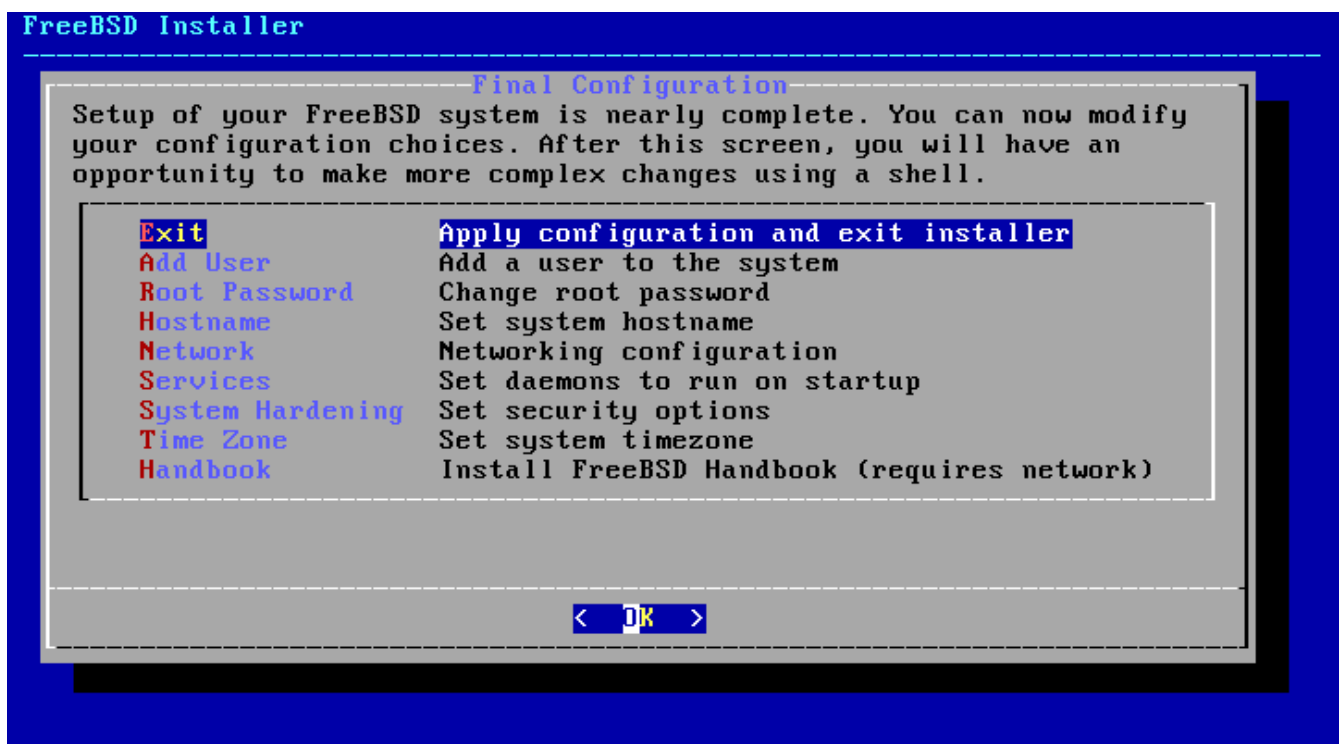 FreeBSD Installer
Final Configuration
Setup of your FreeBSD system is nearly complete. You can now modify
your configuration choices. After this screen, you will have an
opportunity to make more complex changes using a shell.
Exit Apply configuration and exit installer
Add User Add a user to the system
Root Password Change root password
Hostname Set system hostname
Network Networking configuration
Services Set daemons to run on startup
System Hardening Set security options
Time Zone Set system timezone
Handbook Install FreeBSD Handbook (requires network)
< OK >